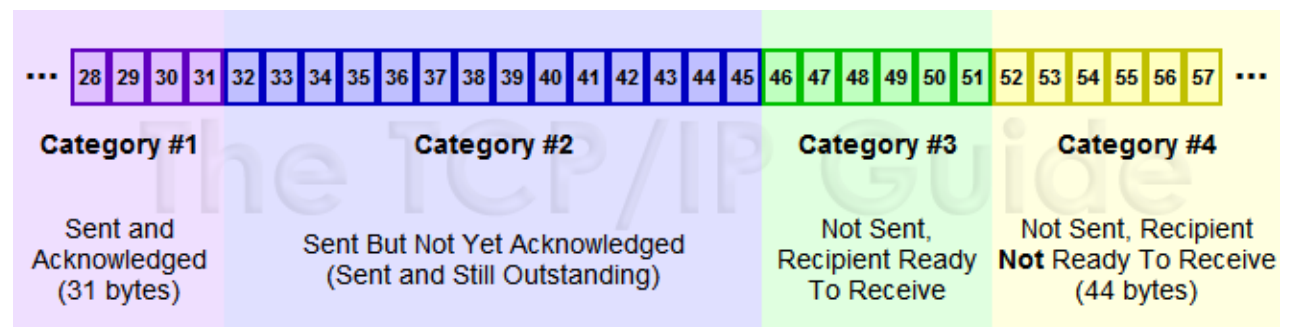 ... 28 29 30 31 32 33 34 35 36 37 38 39 40 41 42 43 44 45 46 47 48 49 50 51 52 53 54 55 56 57 ...
Category #1 Category #2 Category #3 Category #4
The TCP/IP Guide
Sent and
Acknowledged
(31 bytes)
Sent But Not Yet Acknowledged
(Sent and Still Outstanding)
Not Sent,
Recipient Ready
To Receive
Not Sent, Recipient
Not Ready To Receive
(44 bytes)